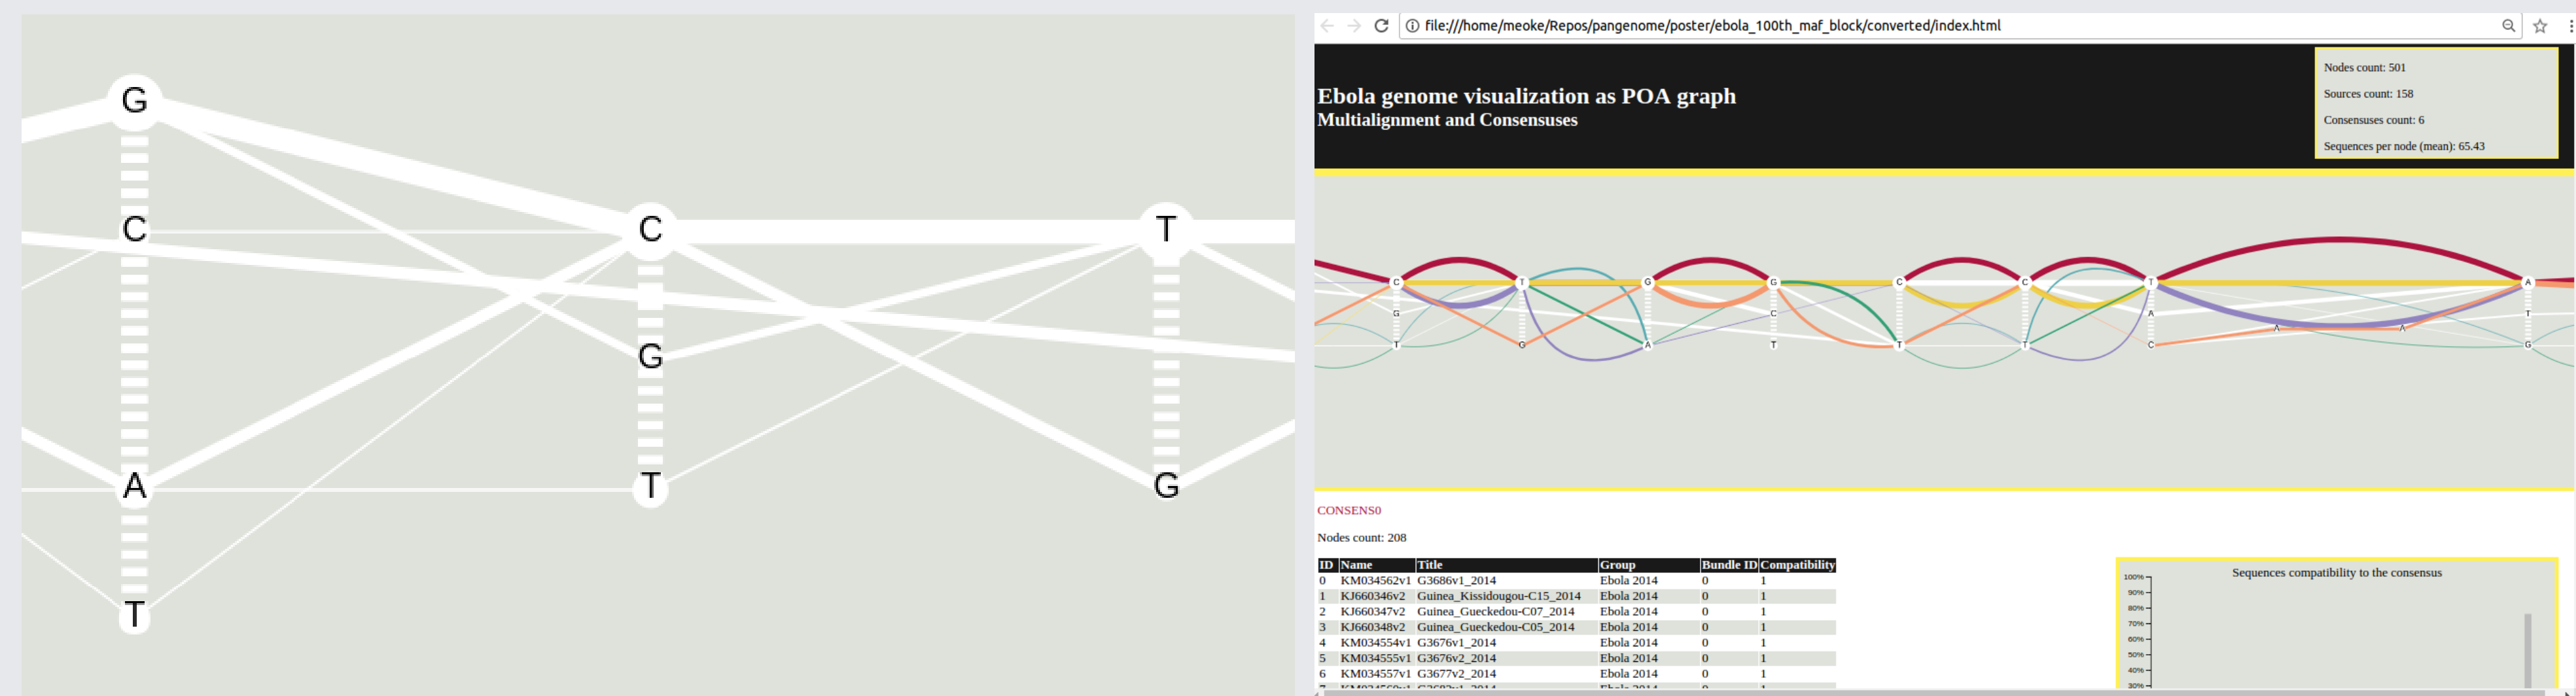 G
C
A
T
C
G
T
T
G
file:///home/meoke/Repos/pangenome/poster/ebola_100th_maf_block/converted/index.html
Ebola genome visualization as POA graph
Multialignment and Consensuses
Nodes count: 501
Sources count: 158
Consensuses count: 6
Sequences per node (mean): 65.43
C T G G C C T A
G C A T
A A
T G A T T T C G
CONSENS0
Nodes count: 208
ID Name Title Group Bundle ID Compatibility
0 KM034562v1 G3686v1_2014 Ebola 2014 0 1
1 KJ660346v2 Guinea_Kissidougou-C15_2014 Ebola 2014 0 1
2 KJ660347v2 Guinea_Gueckedou-C07_2014 Ebola 2014 0 1
3 KJ660348v2 Guinea_Gueckedou-C05_2014 Ebola 2014 0 1
4 KM034554v1 G3676v1_2014 Ebola 2014 0 1
5 KM034555v1 G3676v2_2014 Ebola 2014 0 1
6 KM034557v1 G3677v2_2014 Ebola 2014 0 1
Sequences compatibility to the consensus
100%
90%
80%
70%
60%
50%
40%
30%